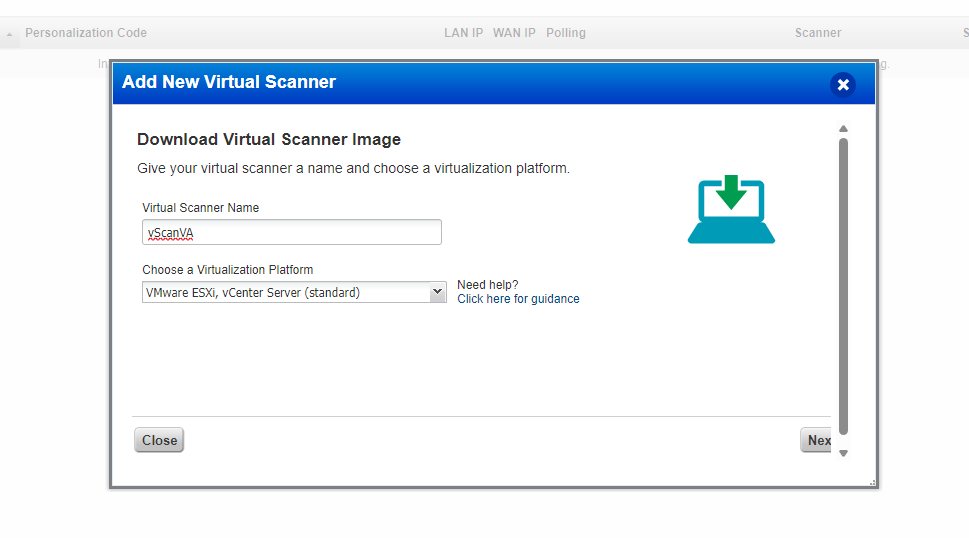 Personalization Code LAN IP WAN IP Polling Scanner S
In g.
Add New Virtual Scanner
Download Virtual Scanner Image
Give your virtual scanner a name and choose a virtualization platform.
Virtual Scanner Name
vScanVA
Choose a Virtualization Platform
VMware ESXi, vCenter Server (standard)
Need help?
Click here for guidance
Close Nex